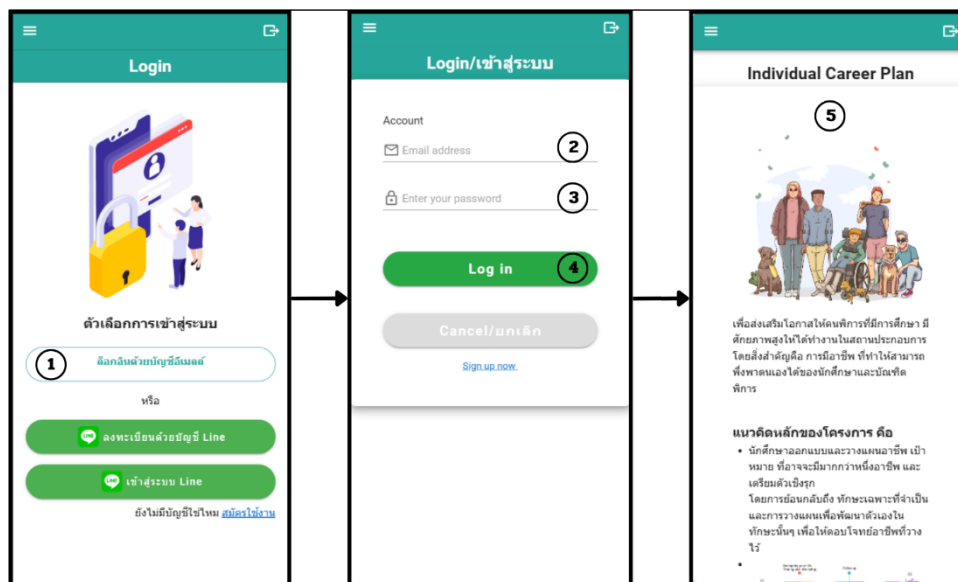 Login
ตัวเลือกการเข้าสู่ระบบ
1
ล็อกอินด้วยบัญชีอีเมลล์
หรือ
LINE ลงทะเบียนด้วยบัญชี Line
LINE เข้าสู่ระบบ Line
ยังไม่มีบัญชีใช่ไหม สมัครใช้งาน
Login/เข้าสู่ระบบ
Account
Email address 2
Enter your password 3
Log in 4
Cancel/ยกเลิก
Sign up now
Individual Career Plan
5
เพื่อส่งเสริมโอกาสให้คนพิการที่มีการศึกษา มี
ศักยภาพสูงให้ได้ทำงานในสถานประกอบการ
โดยสิ่งสำคัญคือ การมีอาชีพ ที่ทำให้สามารถ
พึ่งพาตนเองได้ของนักศึกษาและบัณฑิต
พิการ
แนวคิดหลักของโครงการ คือ
• นักศึกษาออกแบบและวางแผนอาชีพ เป้า
หมาย ที่อาจจะมีมากกว่าหนึ่งอาชีพ และ
เตรียมตัวเชิงรุก
โดยการย้อนกลับถึง ทักษะเฉพาะที่จำเป็น
และการวางแผนเพื่อพัฒนาตัวเองใน
ทักษะนั้นๆ เพื่อให้ตอบโจทย์อาชีพที่วาง
ไว้